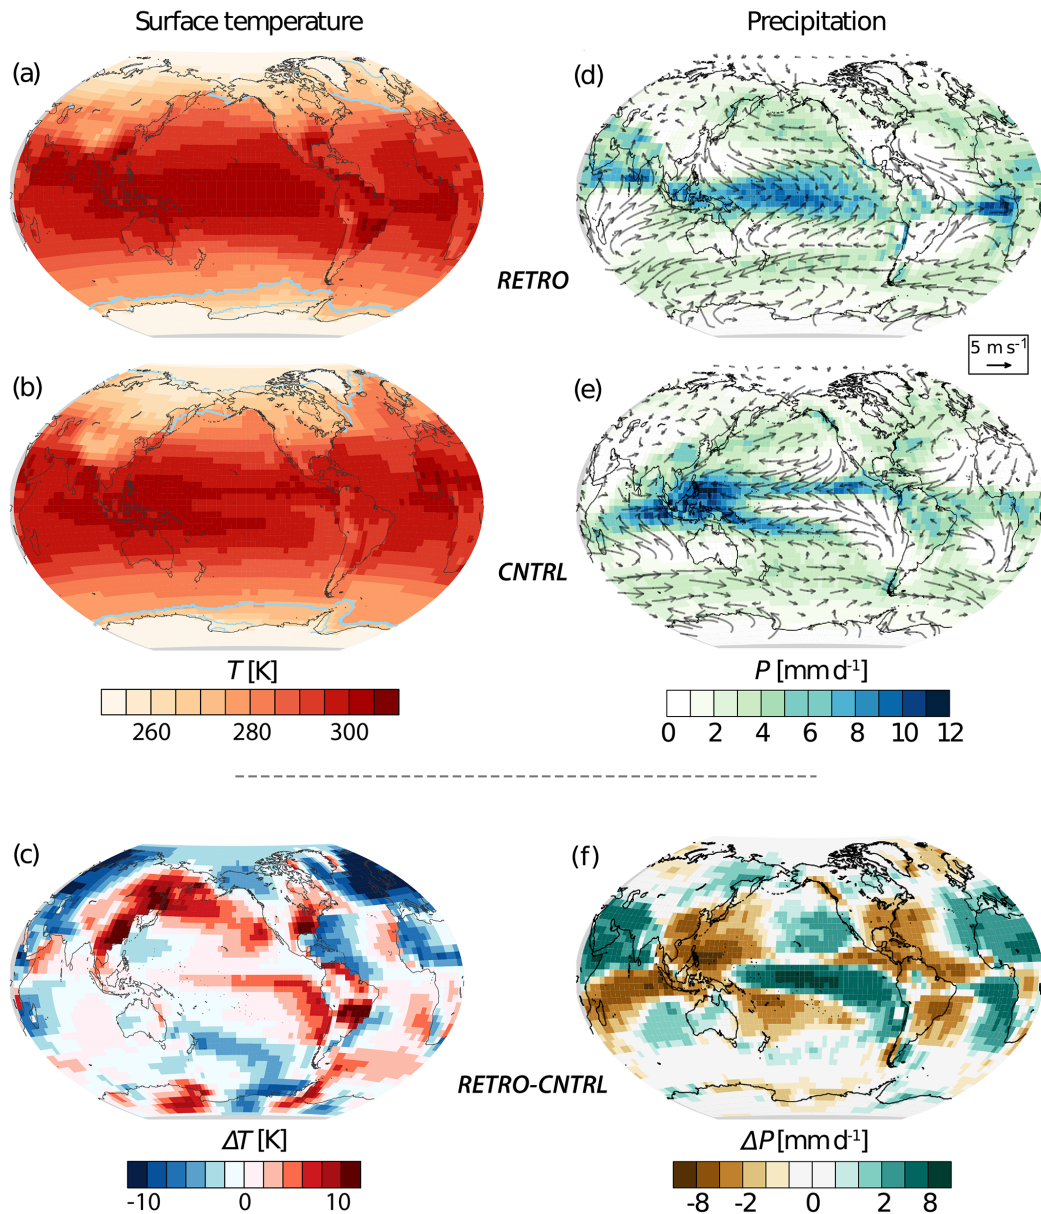 Surface temperature
Precipitation
(a)
(d)
RETRO
5 m s⁻¹
(b)
(e)
CNTRL
T [K]
260 280 300
P [mm d⁻¹]
0 2 4 6 8 10 12
(c)
(f)
RETRO-CNTRL
ΔT [K]
-10 0 10
ΔP [mm d⁻¹]
-8 -2 0 2 8